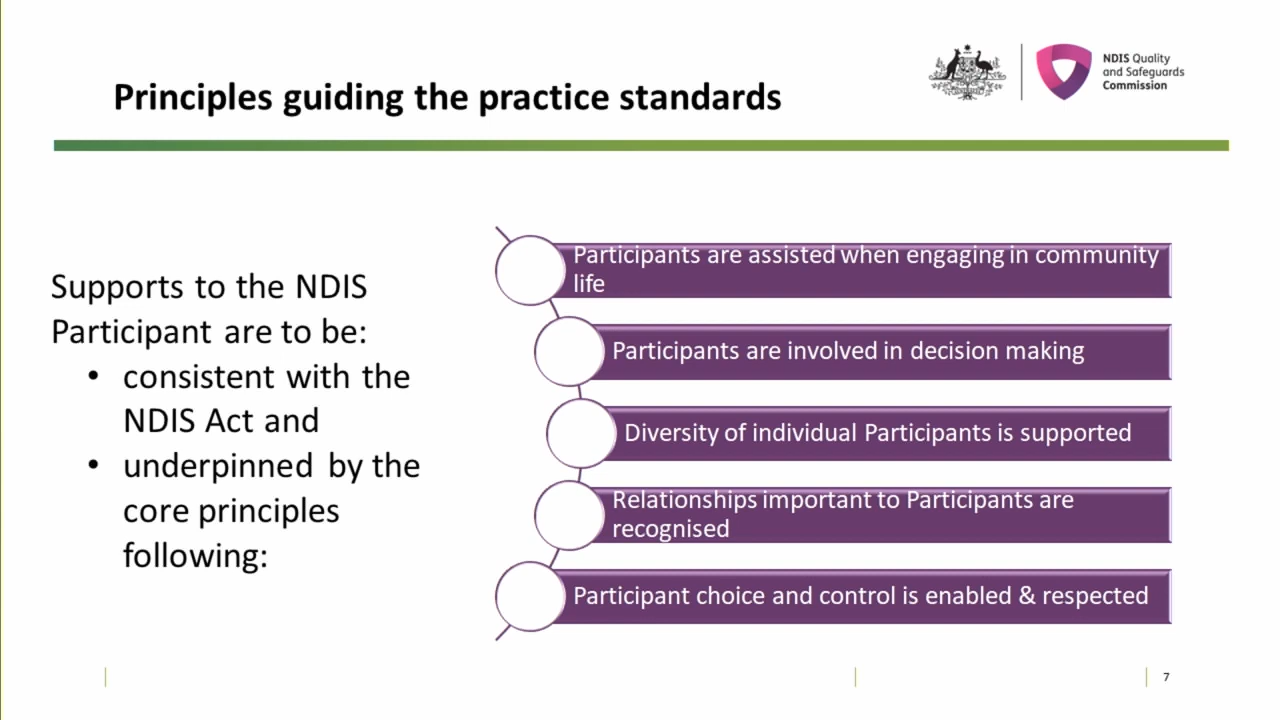 Principles guiding the practice standards
NDIS Quality
and Safeguards
Commission
Supports to the NDIS
Participant are to be:
• consistent with the
NDIS Act and
• underpinned by the
core principles
following:
Participants are assisted when engaging in community
life
Participants are involved in decision making
Diversity of individual Participants is supported
Relationships important to Participants are
recognised
Participant choice and control is enabled & respected
7